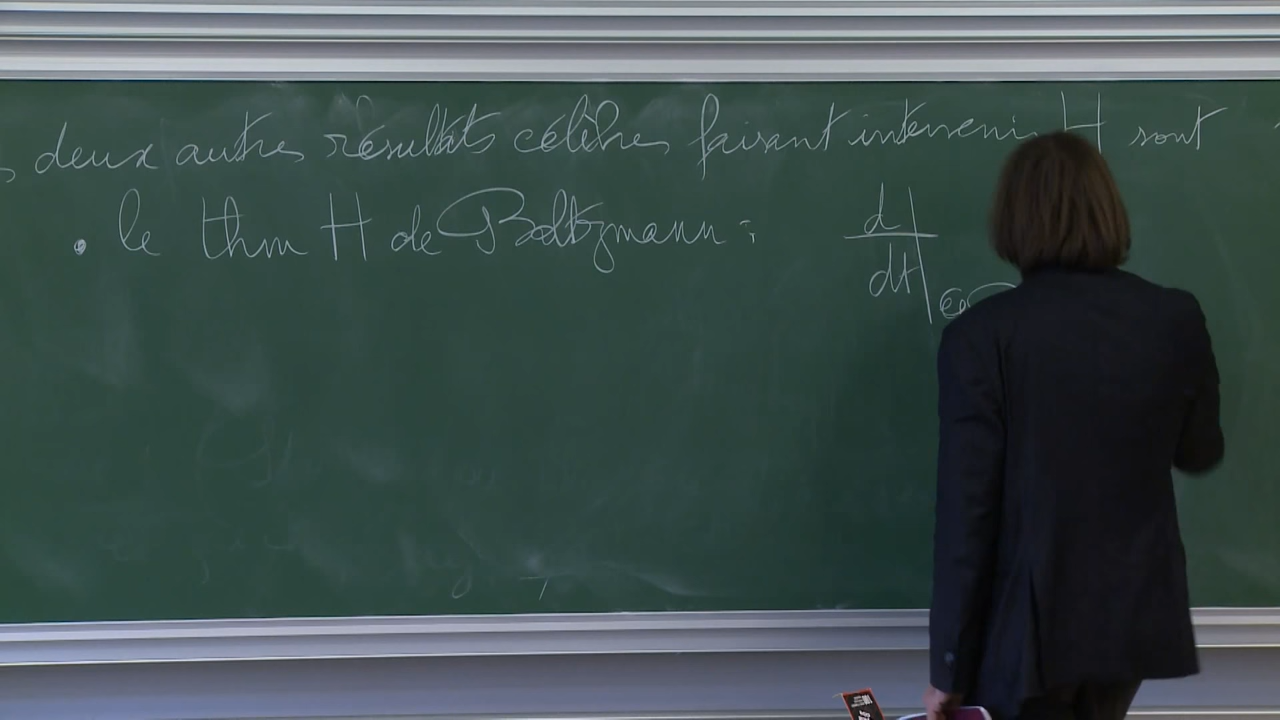 deux autres résultats célèbres faisant intervenir H sont
• le thm H de Boltzmann :
d
dt